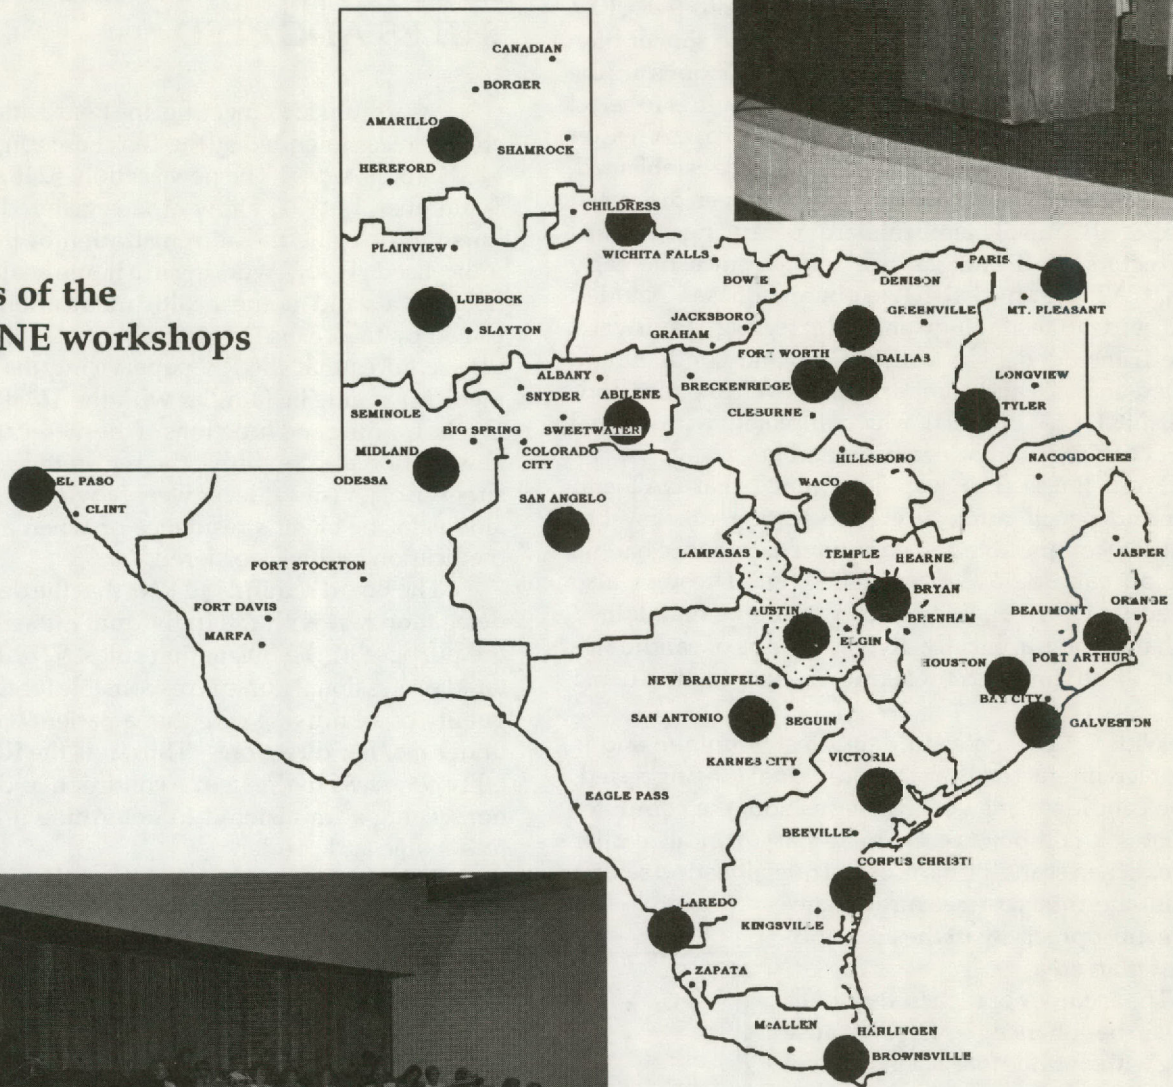 CANADIAN
BORGER
AMARILLO
SHAMROCK
HEREFORD
CHILDRESS
PLAINVIEW
WICHITA FALLS
PARIS
BOWIE
DENISON
s of the
NE workshops
LUBBOCK
GREENVILLE
MT. PLEASANT
SLAYTON
JACKSBORO
GRAHAM
FORT WORTH
DALLAS
ALBANY
BRECKENRIDGE
LONGVIEW
SNYDER
ABILENE
SEMINOLE
CLEBURNE
TYLER
BIG SPRING
SWEETWATER
MIDLAND
COLORADO
CITY
HILLSBORO
NACOGDOCHES
ODESSA
WACO
EL PASO
SAN ANGELO
CLINT
LAMPASAS
TEMPLE
HEARNE
JASPER
FORT STOCKTON
BRYAN
ORANGE
FORT DAVIS
AUSTIN
BEAUMONT
BRENHAM
MARFA
ELGIN
HOUSTON
PORT ARTHUR
NEW BRAUNFELS
BAY CITY
SAN ANTONIO
SEGUIN
GALVESTON
KARNES CITY
VICTORIA
EAGLE PASS
BEEVILLE
CORPUS CHRISTI
LAREDO
KINGSVILLE
ZAPATA
McALLEN
HARLINGEN
BROWNSVILLE